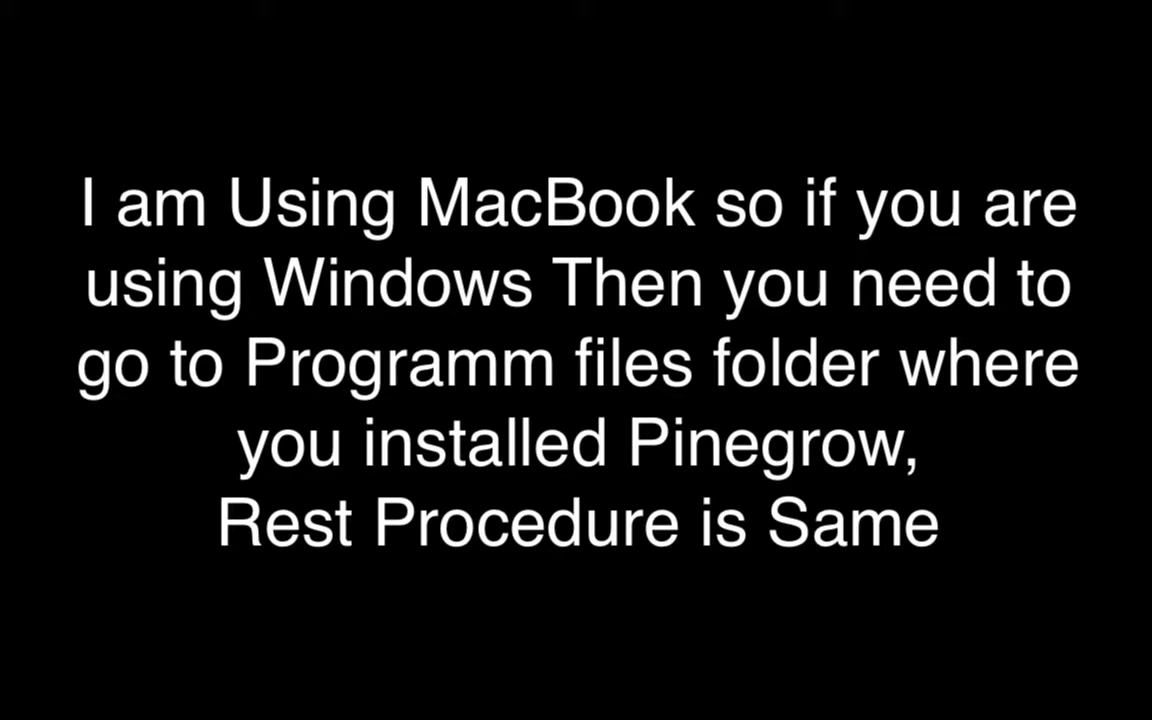 I am Using MacBook so if you are
using Windows Then you need to
go to Programm files folder where
you installed Pinegrow,
Rest Procedure is Same